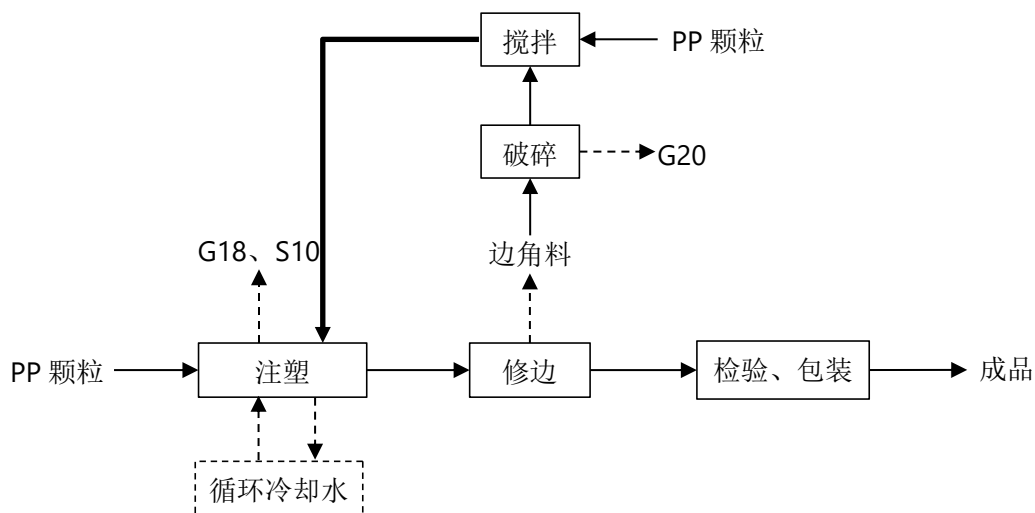 搅拌
PP 颗粒
破碎
G20
G18、S10
边角料
PP 颗粒
注塑
修边
检验、包装
成品
循环冷却水